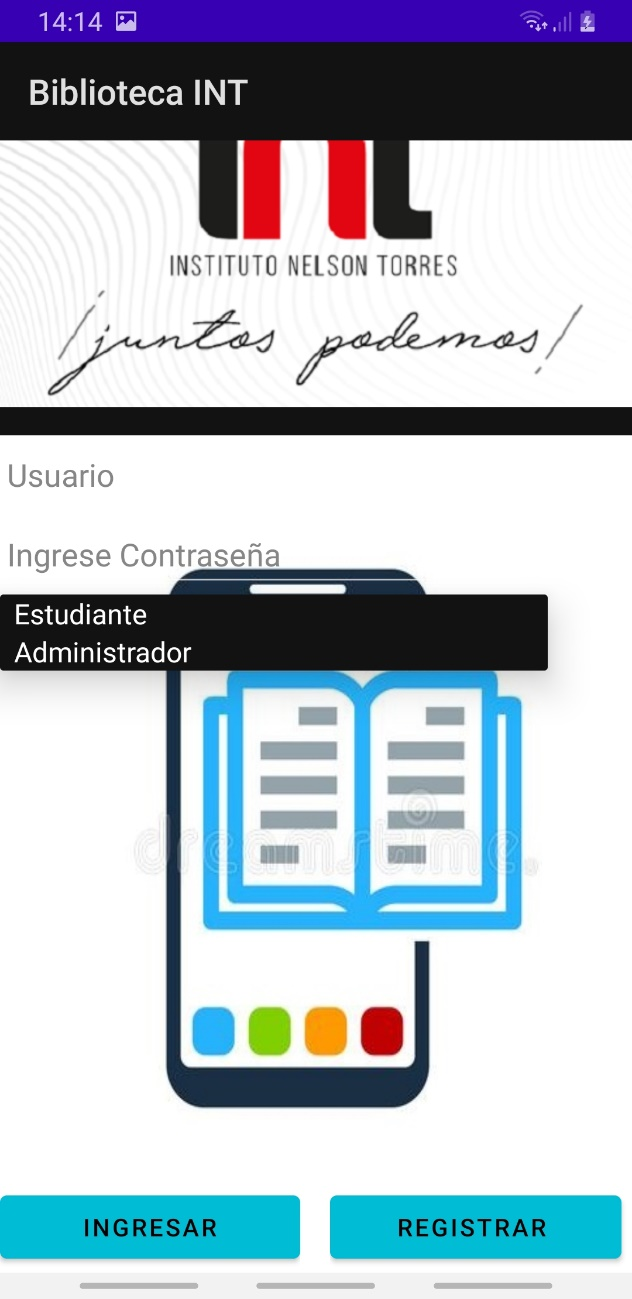 14:14
Biblioteca INT
INSTITUTO NELSON TORRES
¡juntos podemos!
Usuario
Ingrese Contraseña
Estudiante
Administrador
dreamstime.
INGRESAR
REGISTRAR